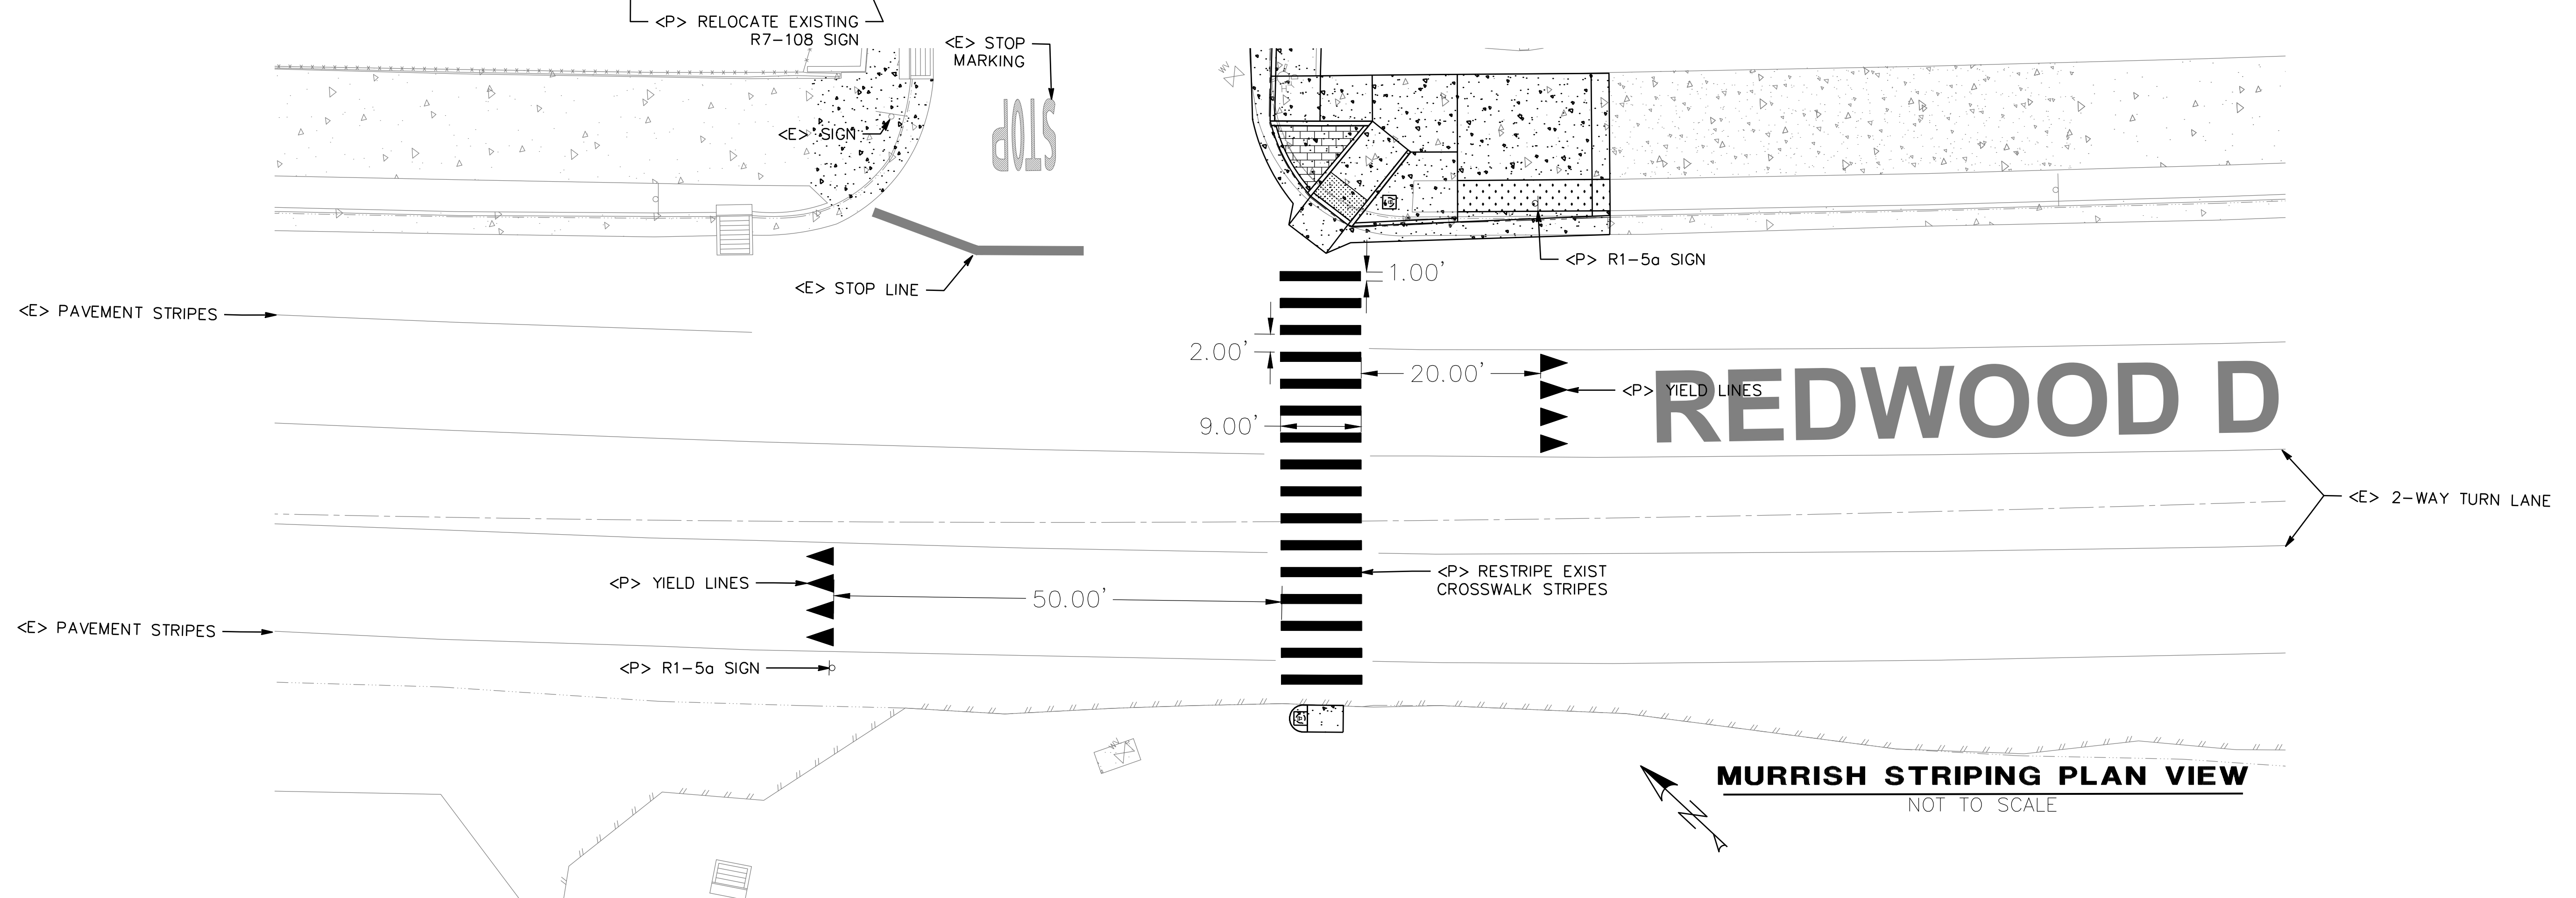 <P> RELOCATE EXISTING
R7-108 SIGN
<E> STOP
MARKING
WV
STOP
<E> SIGN
<P> R1-5a SIGN
1.00'
<E> STOP LINE
<E> PAVEMENT STRIPES
2.00'
20.00'
<P> YIELD LINES
REDWOOD D
9.00'
<E> 2-WAY TURN LANE
<P> YIELD LINES
<P> RESTRIPE EXIST
CROSSWALK STRIPES
50.00'
<E> PAVEMENT STRIPES
<P> R1-5a SIGN
WV
MURRISH STRIPING PLAN VIEW
NOT TO SCALE
N